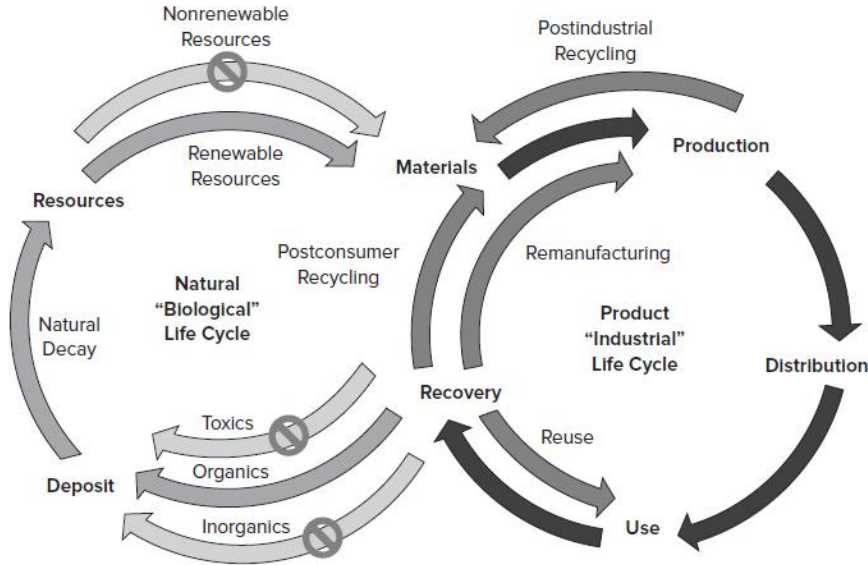 Nonrenewable
Resources
Postindustrial
Recycling
Renewable
Resources
Materials
Production
Resources
Postconsumer
Recycling
Remanufacturing
Natural
“Biological”
Life Cycle
Natural
Decay
Product
“Industrial”
Life Cycle
Distribution
Recovery
Toxics
Reuse
Organics
Deposit
Inorganics
Use